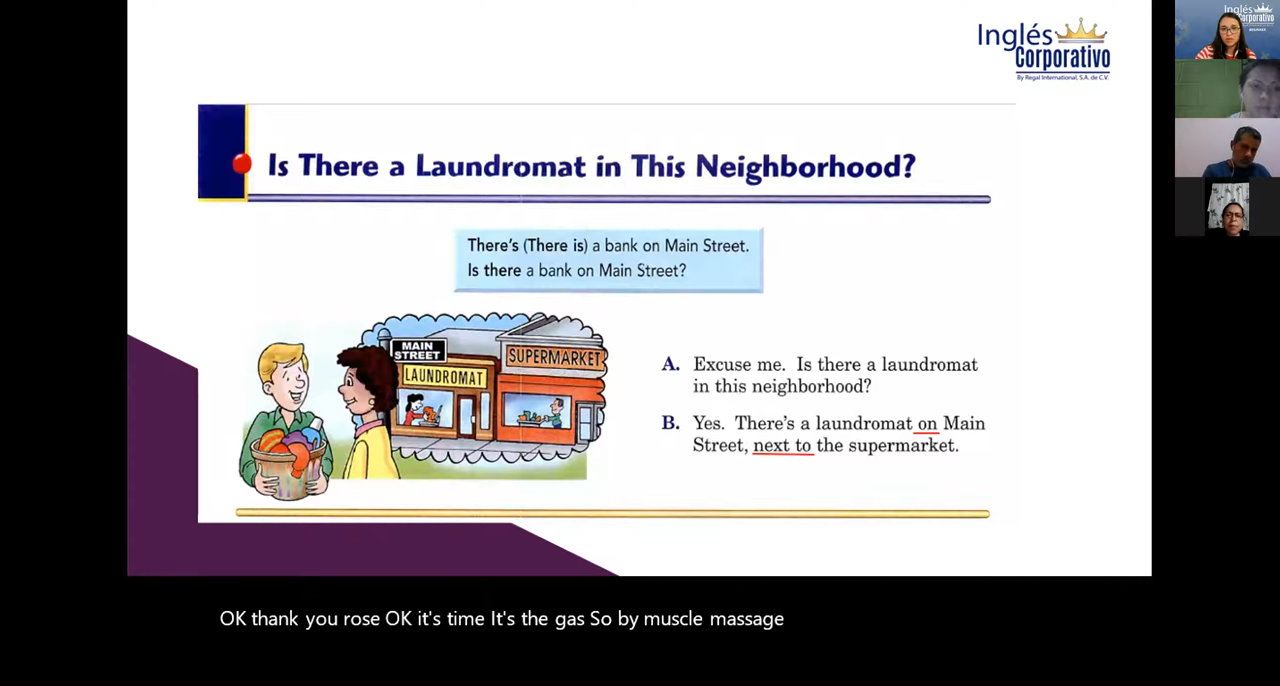 Inglés
Corporativo
By Regal International, S.A. de C.V.
Inglés
Corporativo
Is There a Laundromat in This Neighborhood?
There's (There is) a bank on Main Street.
Is there a bank on Main Street?
MAIN
STREET
LAUNDROMAT
SUPERMARKET
A. Excuse me. Is there a laundromat
in this neighborhood?
B. Yes. There's a laundromat on Main
Street, next to the supermarket.
OK thank you rose OK it's time It's the gas So by muscle massage